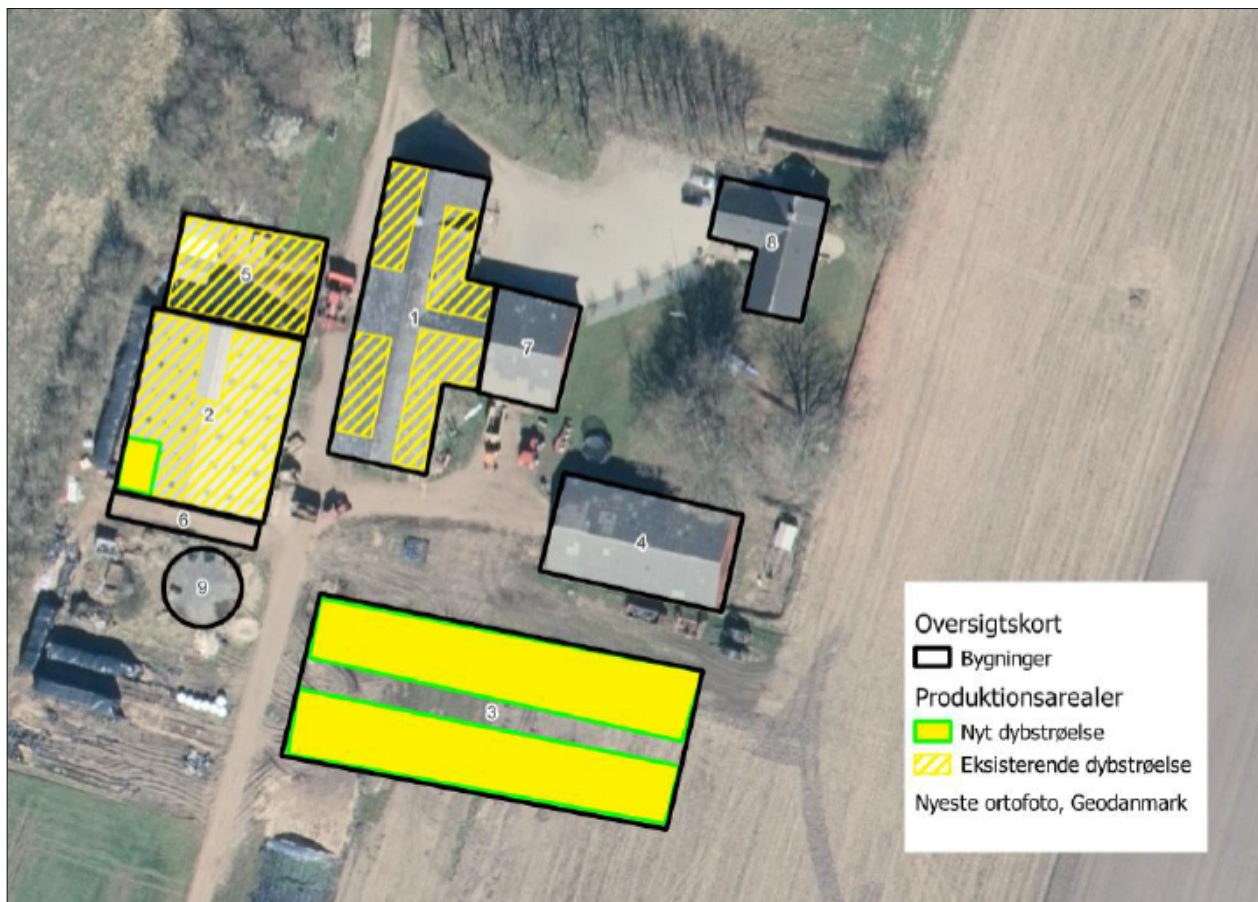 5
1
8
7
2
6
4
9
3
Oversigtskort
Bygninger
Produktionsarealer
Nyt dybstrøelse
Eksisterende dybstrøelse
Nyeste ortofoto, Geodanmark